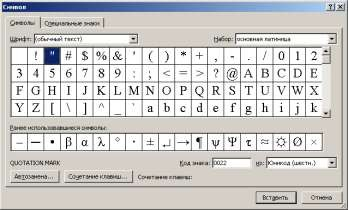 Символ
Символы Специальные знаки
Шрифт: (обычный текст) Набор: основная латиница
! " # $ % & ' ( ) * + , - . / 0 1 2
3 4 5 6 7 8 9 : ; < = > ? @ A B C D E
F G H I J K L M N O P Q R S T U V W X
Y Z [ \ ] ^ _ ` a b c d e f g h i j k
Ранее использовавшиеся символы:
– — • β α λ ° · ± ↵ → ¶ ψ Ψ τ ≈ ☼ Ø ×
QUOTATION MARK Код знака: 0022 из: Юникод (шестн.)
Автозамена... Сочетание клавиш... Сочетание клавиш:
Вставить Отмена